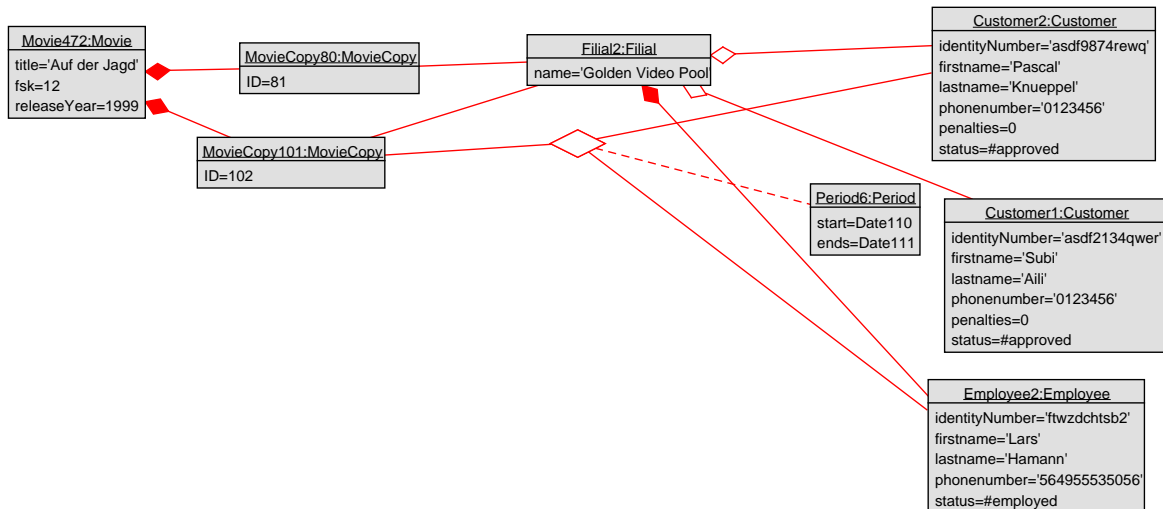 Movie472:Movie
title='Auf der Jagd'
fsk=12
releaseYear=1999
MovieCopy80:MovieCopy
ID=81
MovieCopy101:MovieCopy
ID=102
Filial2:Filial
name='Golden Video Pool'
Period6:Period
start=Date110
ends=Date111
Customer2:Customer
identityNumber='asdf9874rewq'
firstname='Pascal'
lastname='Knueppel'
phonenumber='0123456'
penalties=0
status=#approved
Customer1:Customer
identityNumber='asdf2134qwer'
firstname='Subi'
lastname='Aili'
phonenumber='0123456'
penalties=0
status=#approved
Employee2:Employee
identityNumber='ftwzdchtsb2'
firstname='Lars'
lastname='Hamann'
phonenumber='564955535056'
status=#employed